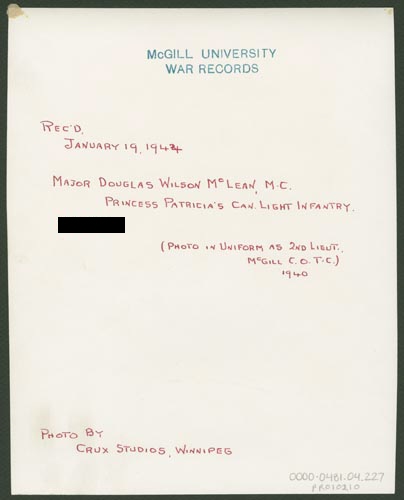 McGILL UNIVERSITY
WAR RECORDS
REC'D.
JANUARY 19, 1944
MAJOR DOUGLAS WILSON McLEAN, M.C.
PRINCESS PATRICIA'S CAN. LIGHT INFANTRY.
(PHOTO IN UNIFORM AS 2ND LIEUT.
McGILL C.O.T.C.)
1940
PHOTO BY
CRUX STUDIOS, WINNIPEG
0000-0481.04.227
PR010210